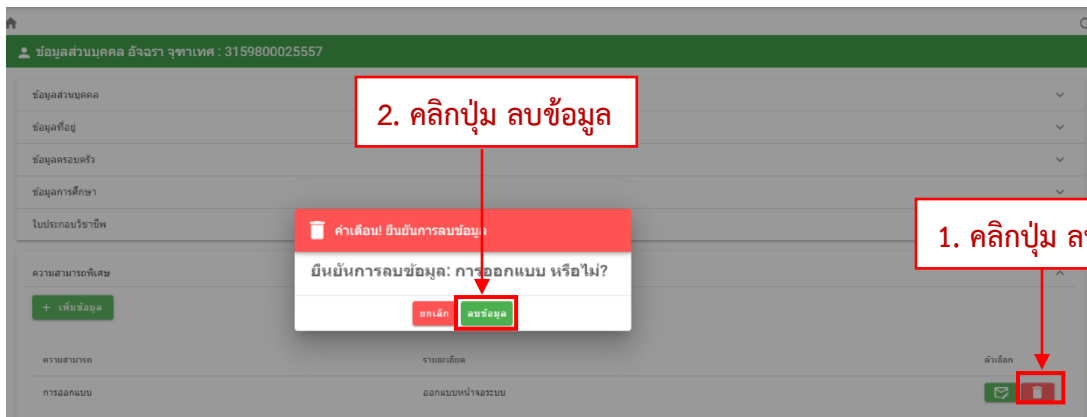 ข้อมูลส่วนบุคคล อัจฉรา จุฑาเทศ : 3159800025557
ข้อมูลส่วนบุคคล
2. คลิกปุ่ม ลบข้อมูล
ข้อมูลที่อยู่
ข้อมูลครอบครัว
ข้อมูลการศึกษา
ใบประกอบวิชาชีพ
คำเตือน! ยืนยันการลบข้อมูล
1. คลิกปุ่ม
ยืนยันการลบข้อมูล: การออกแบบ หรือไม่?
ความสามารถพิเศษ
+ เพิ่มข้อมูล
ยกเลิก ลบข้อมูล
ความสามารถ รายละเอียด ตัวเลือก
การออกแบบ ออกแบบหน้าจอระบบ